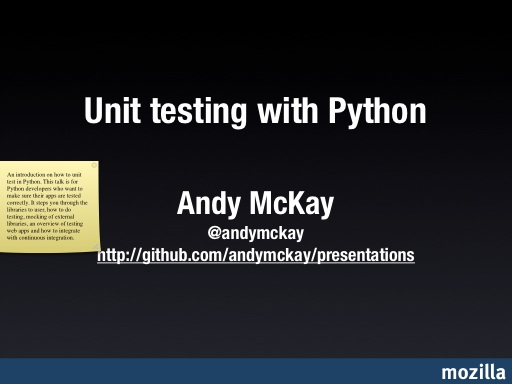 Unit testing with Python
An introduction on how to unit
test in Python. This talk is for
Python developers who want to
make sure their apps are tested
correctly. It steps you through the
libraries to user, how to do
testing, mocking of external
libraries, an overview of testing
web apps and how to integrate
with continuous integration.
Andy McKay
@andymckay
http://github.com/andymckay/presentations
mozilla